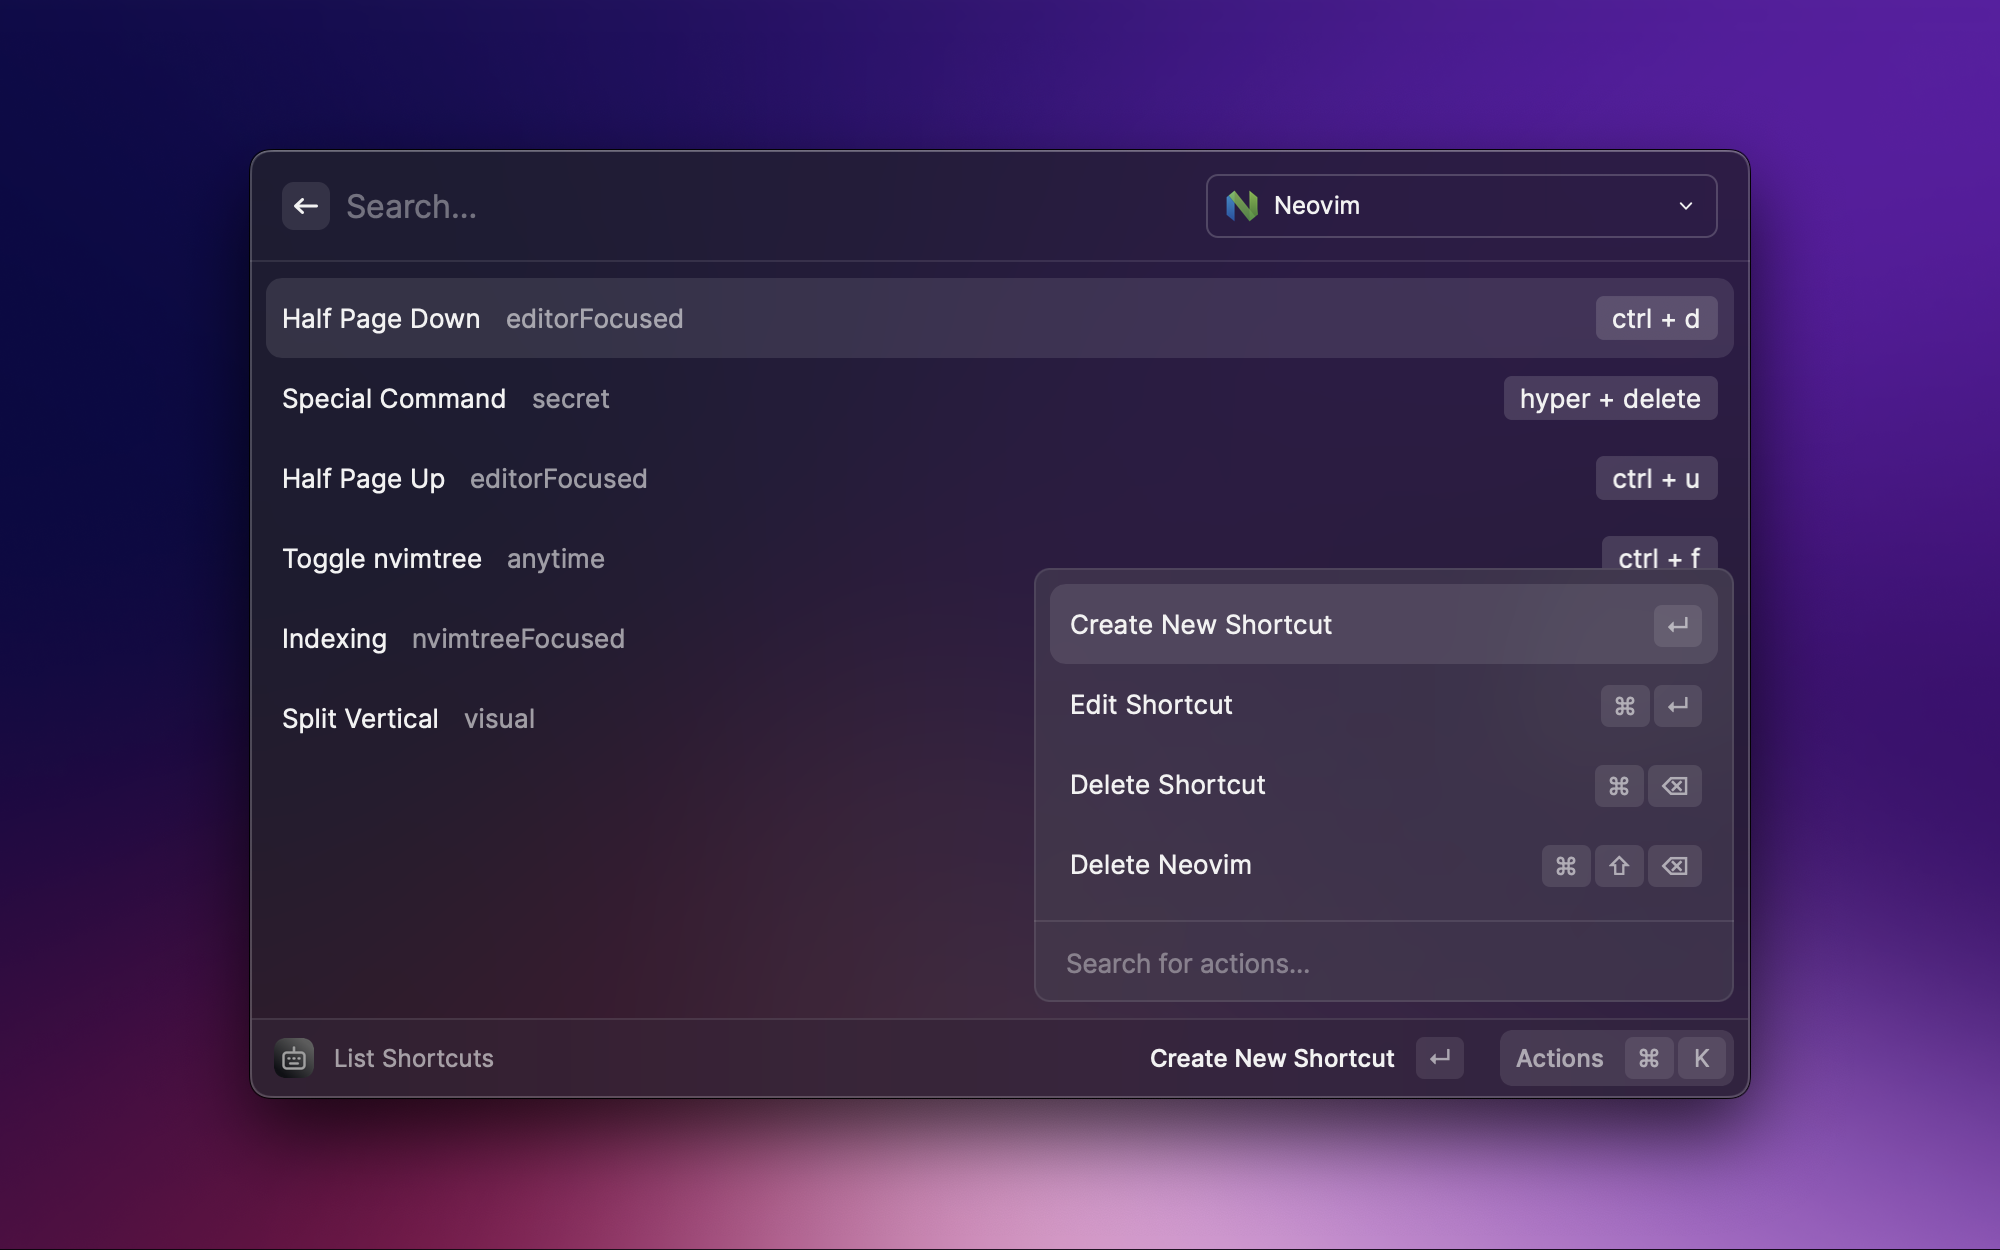 Search...
Neovim
Half Page Down editorFocused ctrl + d
Special Command secret hyper + delete
Half Page Up editorFocused ctrl + u
Toggle nvimtree anytime ctrl + f
Indexing nvimtreeFocused
Split Vertical visual
Create New Shortcut ↵
Edit Shortcut ⌘ ↵
Delete Shortcut ⌘ ⌫
Delete Neovim ⌘ ⇧ ⌫
Search for actions...
List Shortcuts
Create New Shortcut ↵
Actions ⌘ K